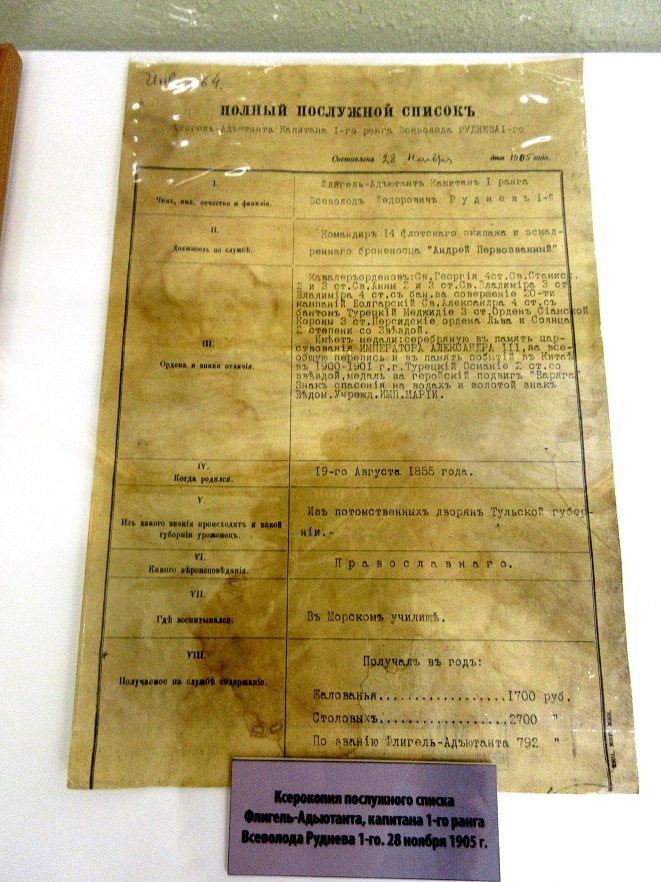 ПОЛНЫЙ ПОСЛУЖНОЙ СПИСОКЪ
Флигель-Адъютанта Капитана 1-го ранга Всеволода РУДНЕВА 1-го.
Составленъ 28 Ноября дня 1905 года.
I.
Чинъ, имя, отчество и фамилія.
Флигель-Адъютантъ Капитанъ I ранга
Всеволодъ Федоровичъ Рудневъ 1-й
II.
Должность по службѣ.
Командиръ 14 флотскаго экипажа и эскад-
реннаго броненосца "Андрей Первозванный"
III.
Ордена и знаки отличія.
Кавалеръорденовъ:Св.Георгія 4ст.Св.Станисл.
2 и 3 ст.Св.Анны 2 и 3 ст.Св.Владиміра 3 ст.
Владиміра 4 ст.съ бан.за совершеніе 20-ти
кампаній Болгарскій Св.Александра 4 ст.съ
бантомъ Турецкій Меджидіе 3 ст.Орденъ Сіамской
Короны 3 ст.Персидскіе ордена Льва и Солнца
2 степени со Звѣздой.
Имѣетъ медали:серебряную въ память цар-
ствованія ИМПЕРАТОРА АЛЕКСАНДРА III,за все-
общую перепись и въ память событій въ Китаѣ
въ 1900-1901 г.г.Турецкій Османіе 2 ст.со
звѣздой,медаль за геройскій подвигъ "Варяга"
Знакъ спасенія на водахъ и золотой знакъ
Вѣдом.Учрежд.ИМП.МАРІИ.
IV.
Когда родился.
19-го Августа 1855 года.
V.
Изъ какого званія происходитъ и какой
губерніи уроженецъ.
Изъ потомственныхъ дворянъ Тульской губер-
ніи.-
VI.
Какого вѣроисповѣданія.
Православнаго.
VII.
Гдѣ воспитывался.
Въ Морскомъ училищѣ.
VIII.
Получаемое на службѣ содержаніе.
Получалъ въ годъ:
Жалованья..................1700 руб.
Столовыхъ..................2700 "
По званію Флигель-Адъютанта 792 "
Ксерокопия послужного списка
Флигель-Адъютанта, капитана 1-го ранга
Всеволода Руднева 1-го. 28 ноября 1905 г.